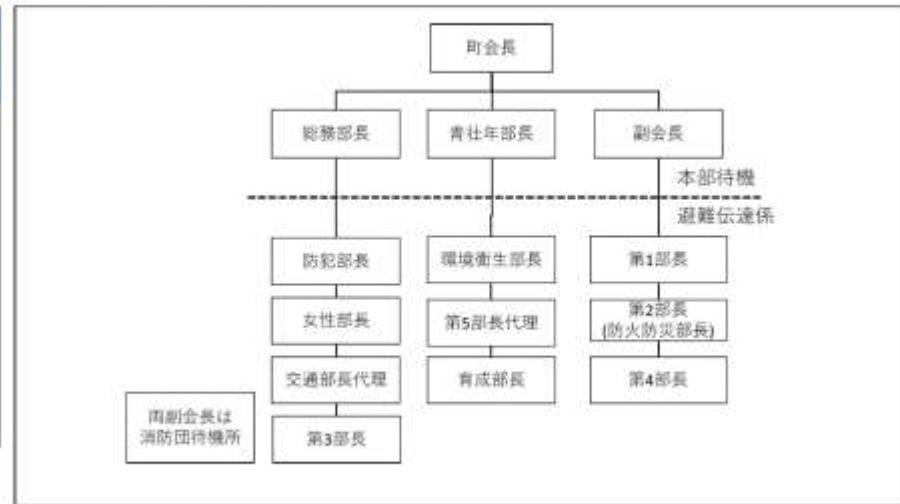 町会長
総務部長
青壮年部長
副会長
本部待機
避難伝達係
防犯部長
環境衛生部長
第1部長
女性部長
第5部長代理
第2部長
(防火防災部長)
交通部長代理
育成部長
第4部長
両副会長は
消防団待機所
第3部長